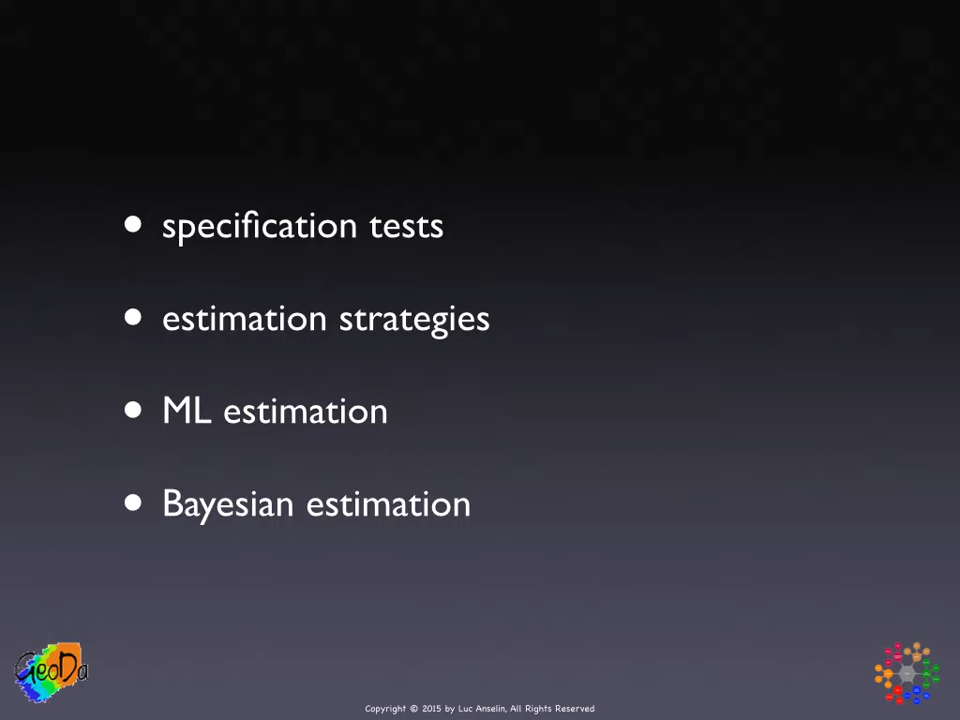 • specification tests
• estimation strategies
• ML estimation
• Bayesian estimation
GeoDa
Copyright © 2015 by Luc Anselin, All Rights Reserved